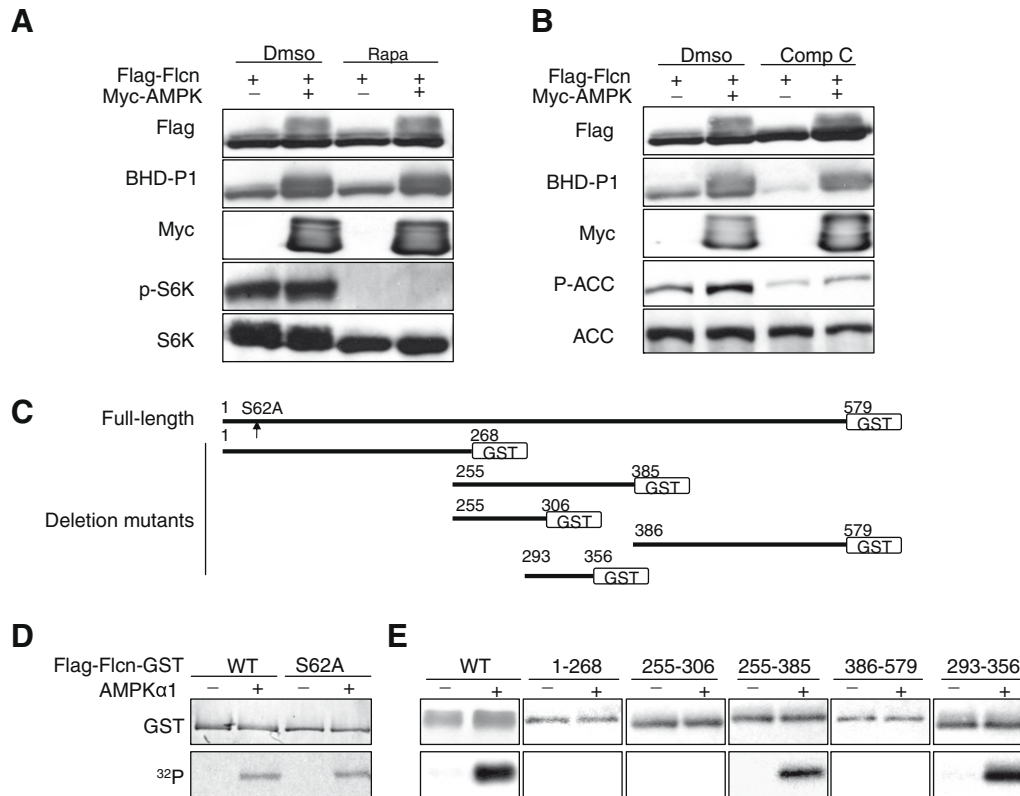 A
Dmso Rapa
Flag-Flcn + + + +
Myc-AMPK − + − +
Flag
BHD-P1
Myc
p-S6K
S6K
B
Dmso Comp C
Flag-Flcn + + + +
Myc-AMPK − + − +
Flag
BHD-P1
Myc
P-ACC
ACC
C
Full-length 1 S62A 579 GST
Deletion mutants
1 268 GST
255 385 GST
255 306 GST
386 579 GST
293 356 GST
D
Flag-Flcn-GST WT S62A
AMPKα1 − + − +
GST
32P
E
WT 1-268 255-306 255-385 386-579 293-356
− + − + − + − + − + − +